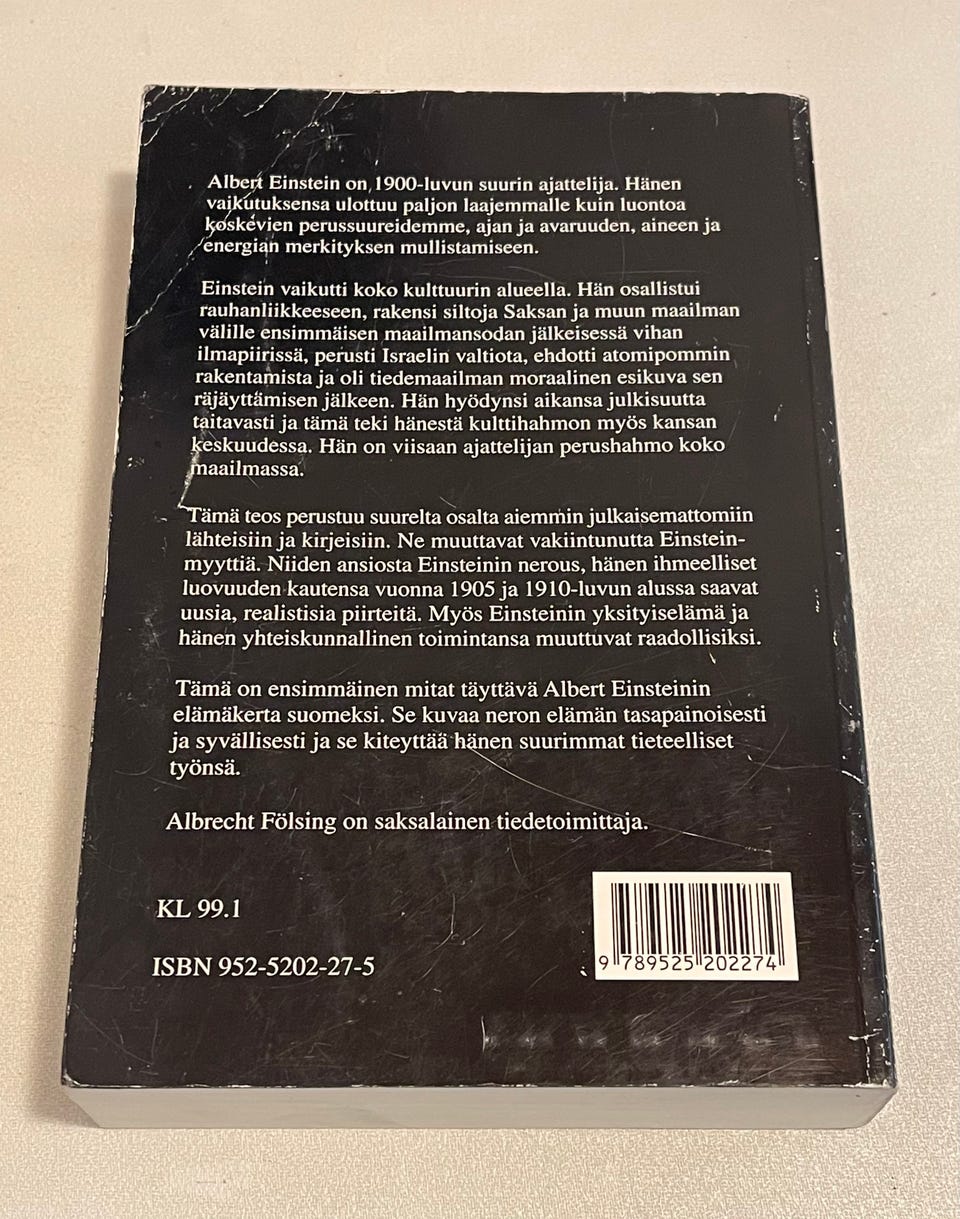 Albert Einstein on 1900-luvun suurin ajattelija. Hänen
vaikutuksensa ulottuu paljon laajemmalle kuin luontoa
koskevien perussuureidemme, ajan ja avaruuden, aineen ja
energian merkityksen mullistamiseen.
Einstein vaikutti koko kulttuurin alueella. Hän osallistui
rauhanliikkeeseen, rakensi siltoja Saksan ja muun maailman
välille ensimmäisen maailmansodan jälkeisessä vihan
ilmapiirissä, perusti Israelin valtiota, ehdotti atomipommin
rakentamista ja oli tiedemaailman moraalinen esikuva sen
räjäyttämisen jälkeen. Hän hyödynsi aikansa julkisuutta
taitavasti ja tämä teki hänestä kulttihahmon myös kansan
keskuudessa. Hän on viisaan ajattelijan perushahmo koko
maailmassa.
Tämä teos perustuu suurelta osalta aiemmin julkaisemattomiin
lähteisiin ja kirjeisiin. Ne muuttavat vakiintunutta Einstein-
myyttiä. Niiden ansiosta Einsteinin nerous, hänen ihmeelliset
luovuuden kautensa vuonna 1905 ja 1910-luvun alussa saavat
uusia, realistisia piirteitä. Myös Einsteinin yksityiselämä ja
hänen yhteiskunnallinen toimintansa muuttuvat raadollisiksi.
Tämä on ensimmäinen mitat täyttävä Albert Einsteinin
elämäkerta suomeksi. Se kuvaa neron elämän tasapainoisesti
ja syvällisesti ja se kiteyttää hänen suurimmat tieteelliset
työnsä.
Albrecht Fölsing on saksalainen tiedetoimittaja.
KL 99.1
ISBN 952-5202-27-5
9 789525 202274